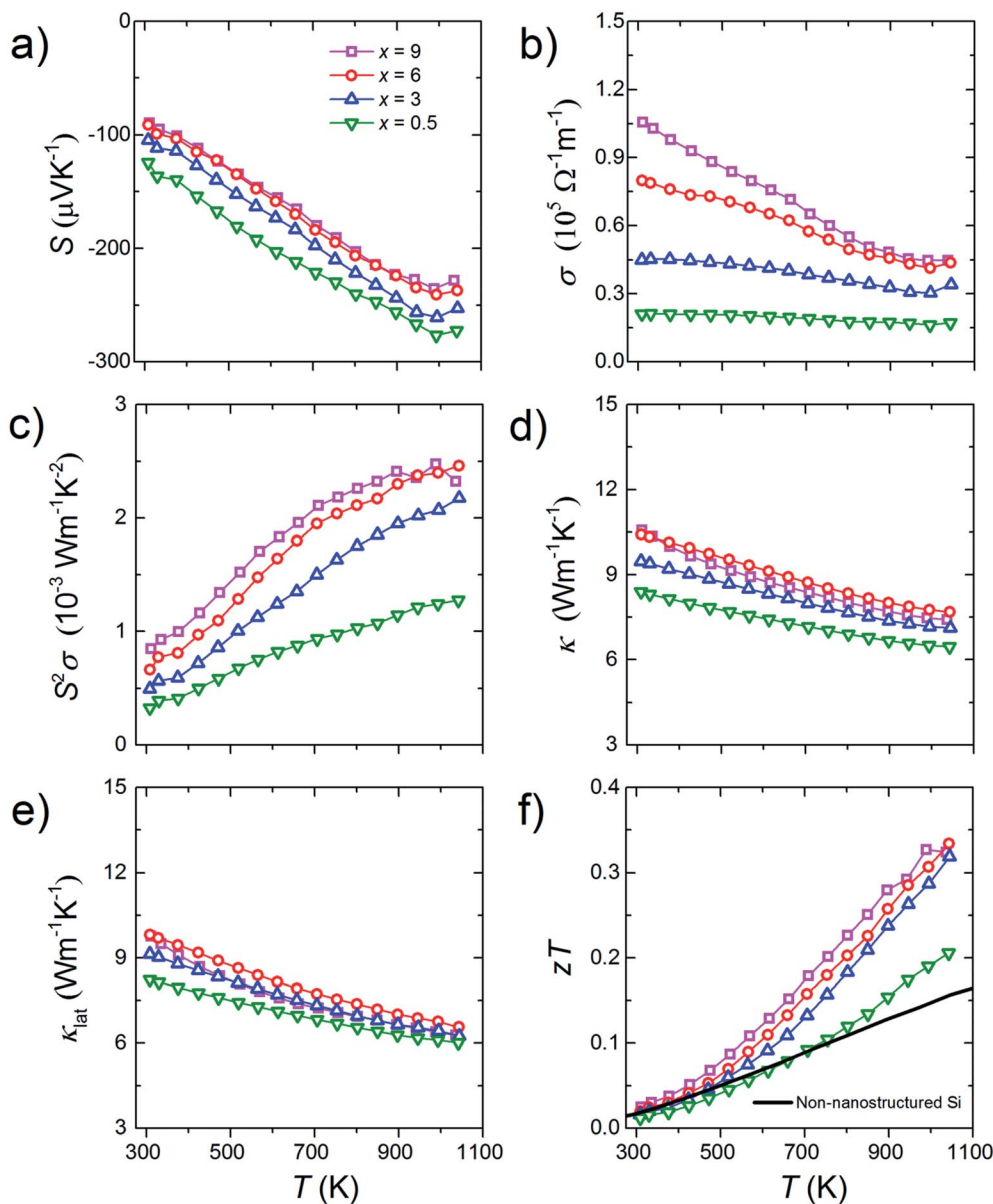 a)
S (μVK⁻¹)
0
-100
-200
-300
x = 9
x = 6
x = 3
x = 0.5
b)
σ (10⁵ Ω⁻¹m⁻¹)
1.5
1.2
0.9
0.6
0.3
0.0
c)
S²σ (10⁻³ Wm⁻¹K⁻²)
3
2
1
0
d)
κ (Wm⁻¹K⁻¹)
15
12
9
6
3
e)
κlat (Wm⁻¹K⁻¹)
15
12
9
6
3
300 500 700 900 1100
T (K)
f)
zT
0.4
0.3
0.2
0.1
0.0
Non-nanostructured Si
300 500 700 900 1100
T (K)